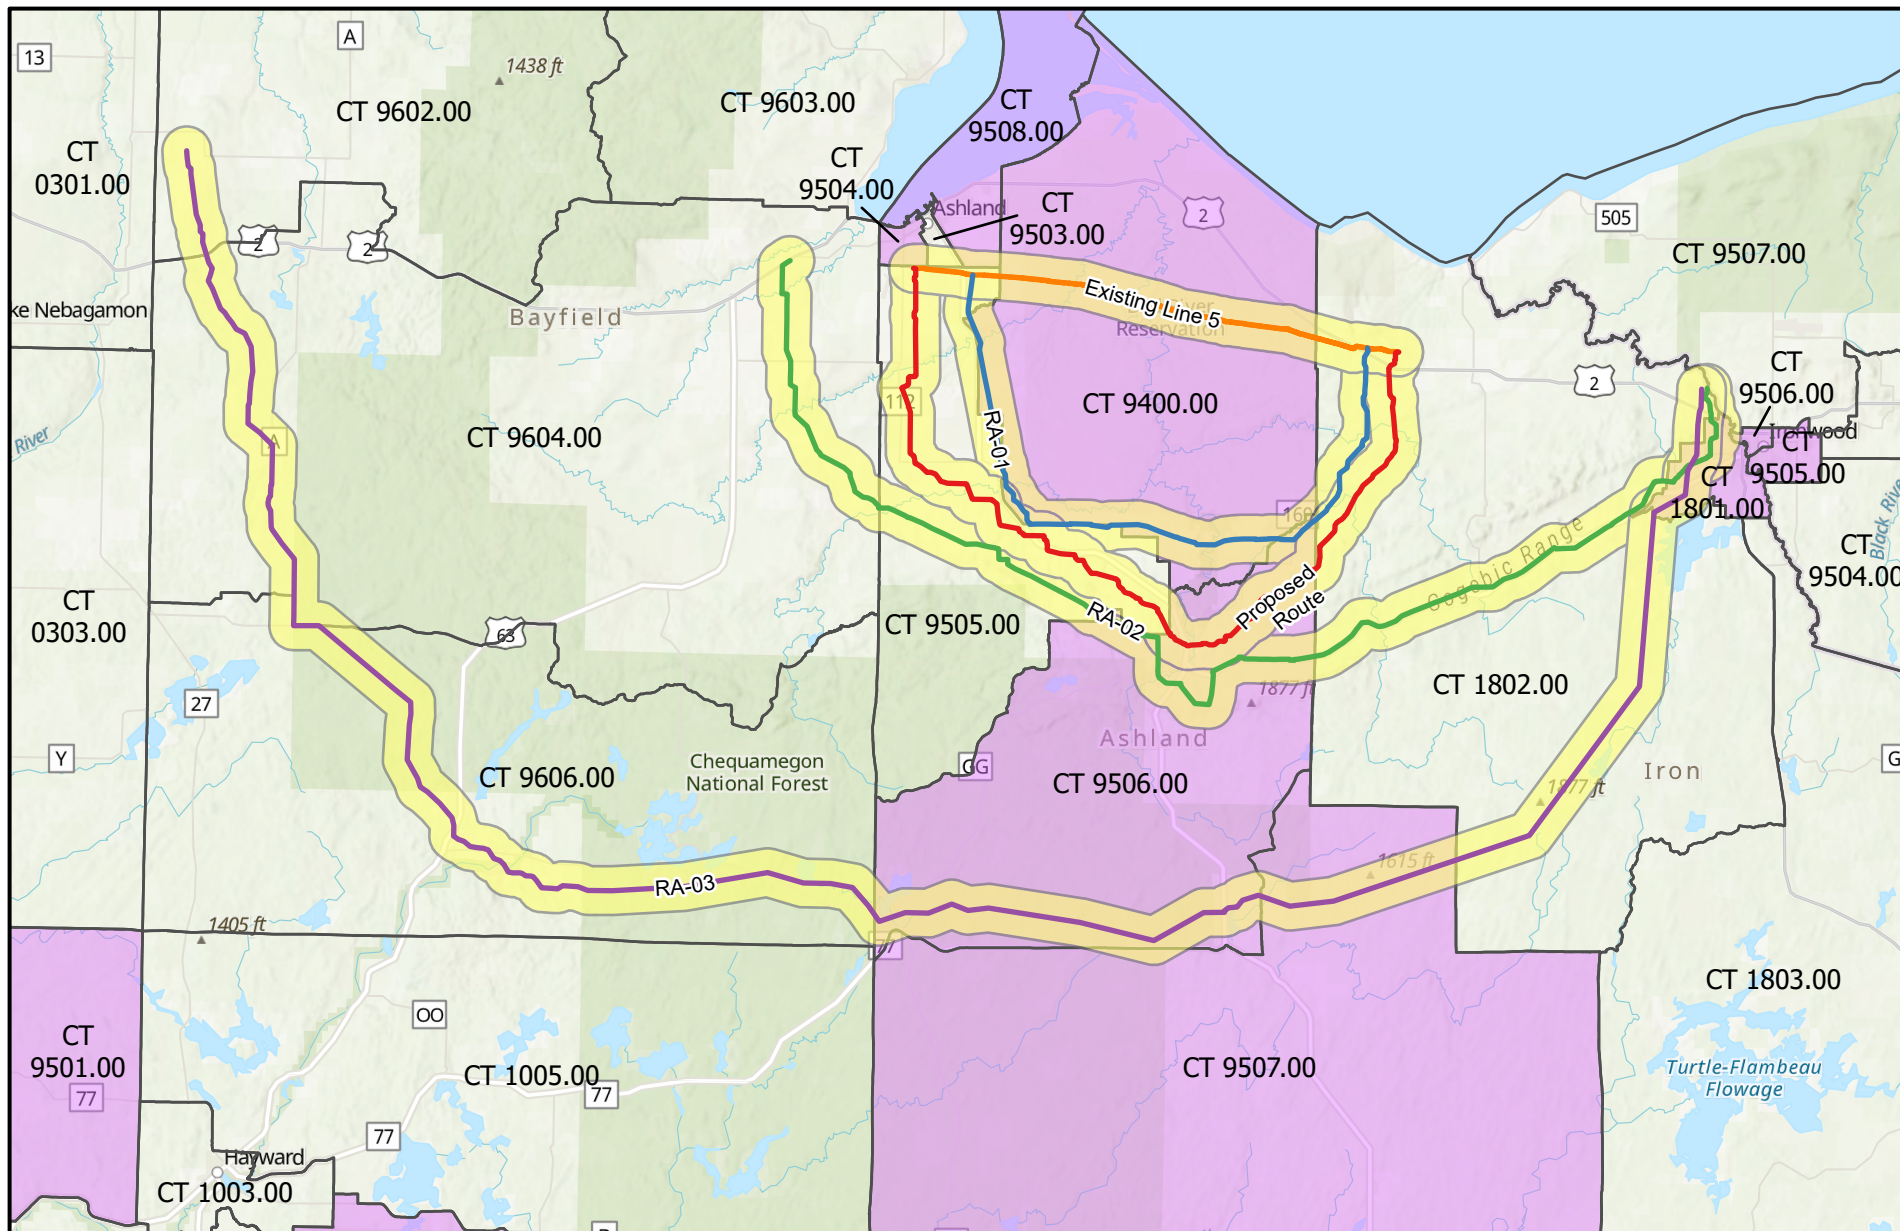 13
A
1438 ft
CT 9602.00
CT 9603.00
CT
9508.00
CT
0301.00
CT
9504.00
Ashland
CT
9503.00
2
505
CT 9507.00
2
2
ke Nebagamon
Bayfield
Existing Line 5
River
Reservation
CT
9506.00
2
112
CT 9400.00
River
A
CT 9604.00
RA-01
Ironwood
CT
9505.00
CT
1801.00
169
Black River
Gogebic Range
CT
9504.00
CT
0303.00
63
CT 9505.00
RA-02
Proposed
Route
27
1877 ft
CT 1802.00
Ashland
Y
Chequamegon
National Forest
GG
CT 9606.00
CT 9506.00
Iron
G
1877 ft
1615 ft
RA-03
1405 ft
77
CT 1803.00
OO
CT
9501.00
77
CT 1005.00
77
CT 9507.00
Turtle-Flambeau
Flowage
77
Hayward
CT 1003.00